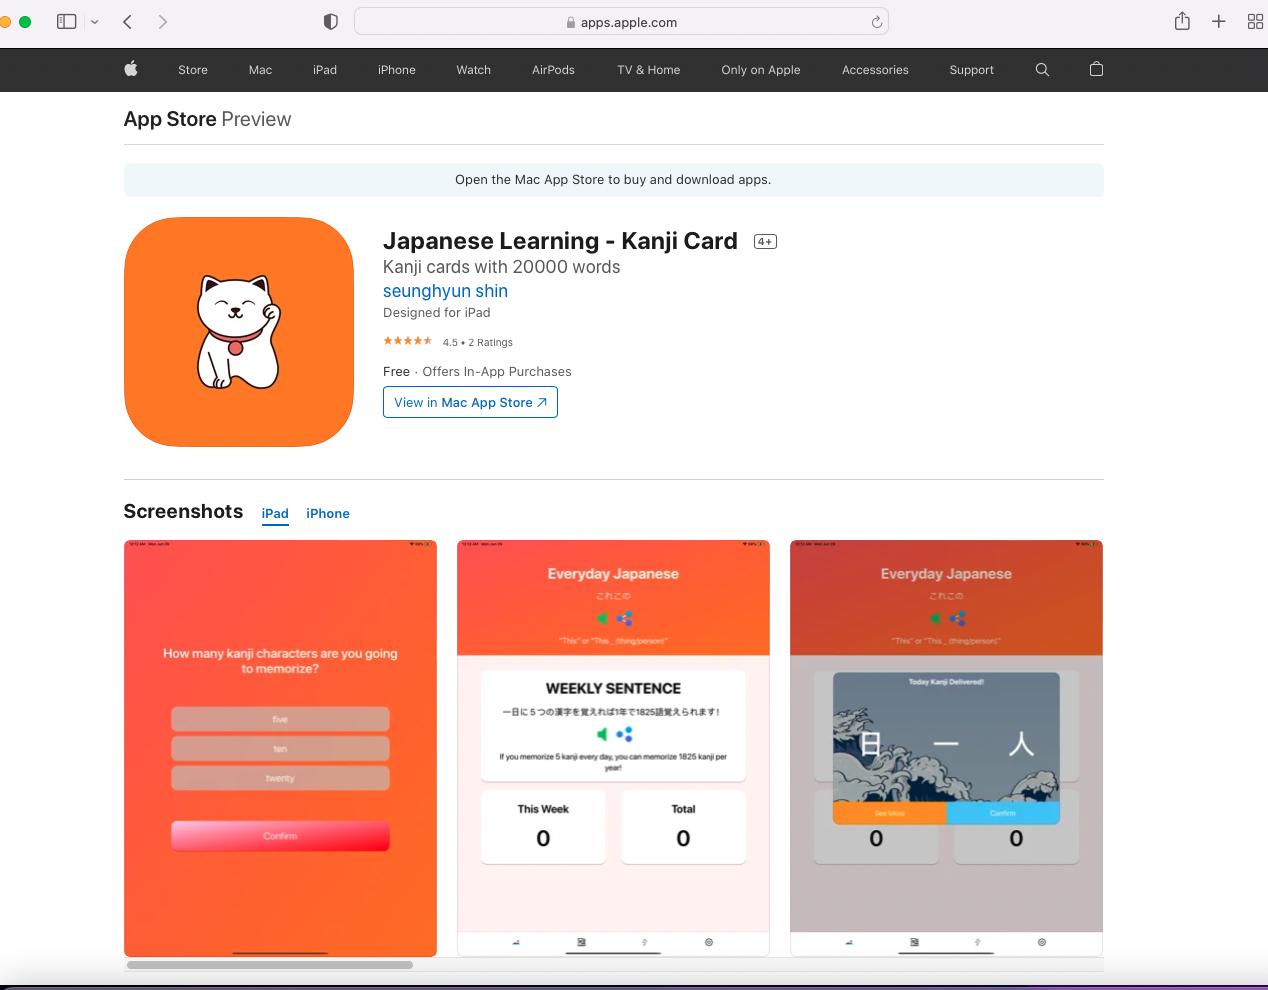 apps.apple.com
Store Mac iPad iPhone Watch AirPods TV & Home Only on Apple Accessories Support
App Store Preview
Open the Mac App Store to buy and download apps.
Japanese Learning - Kanji Card 4+
Kanji cards with 20000 words
seunghyun shin
Designed for iPad
4.5 • 2 Ratings
Free · Offers In-App Purchases
View in Mac App Store
Screenshots iPad iPhone
How many kanji characters are you going
to memorize?
five
ten
twenty
Confirm
Everyday Japanese
これこの
"This" or "This _ (thing/person)"
WEEKLY SENTENCE
一日に５つの漢字を覚えれば1年で1825語覚えられます!
If you memorize 5 kanji every day, you can memorize 1825 kanji per
year!
This Week Total
0 0
Everyday Japanese
これこの
"This" or "This _ (thing/person)"
Today Kanji Delivered!
日 一 人
See More Confirm
0 0